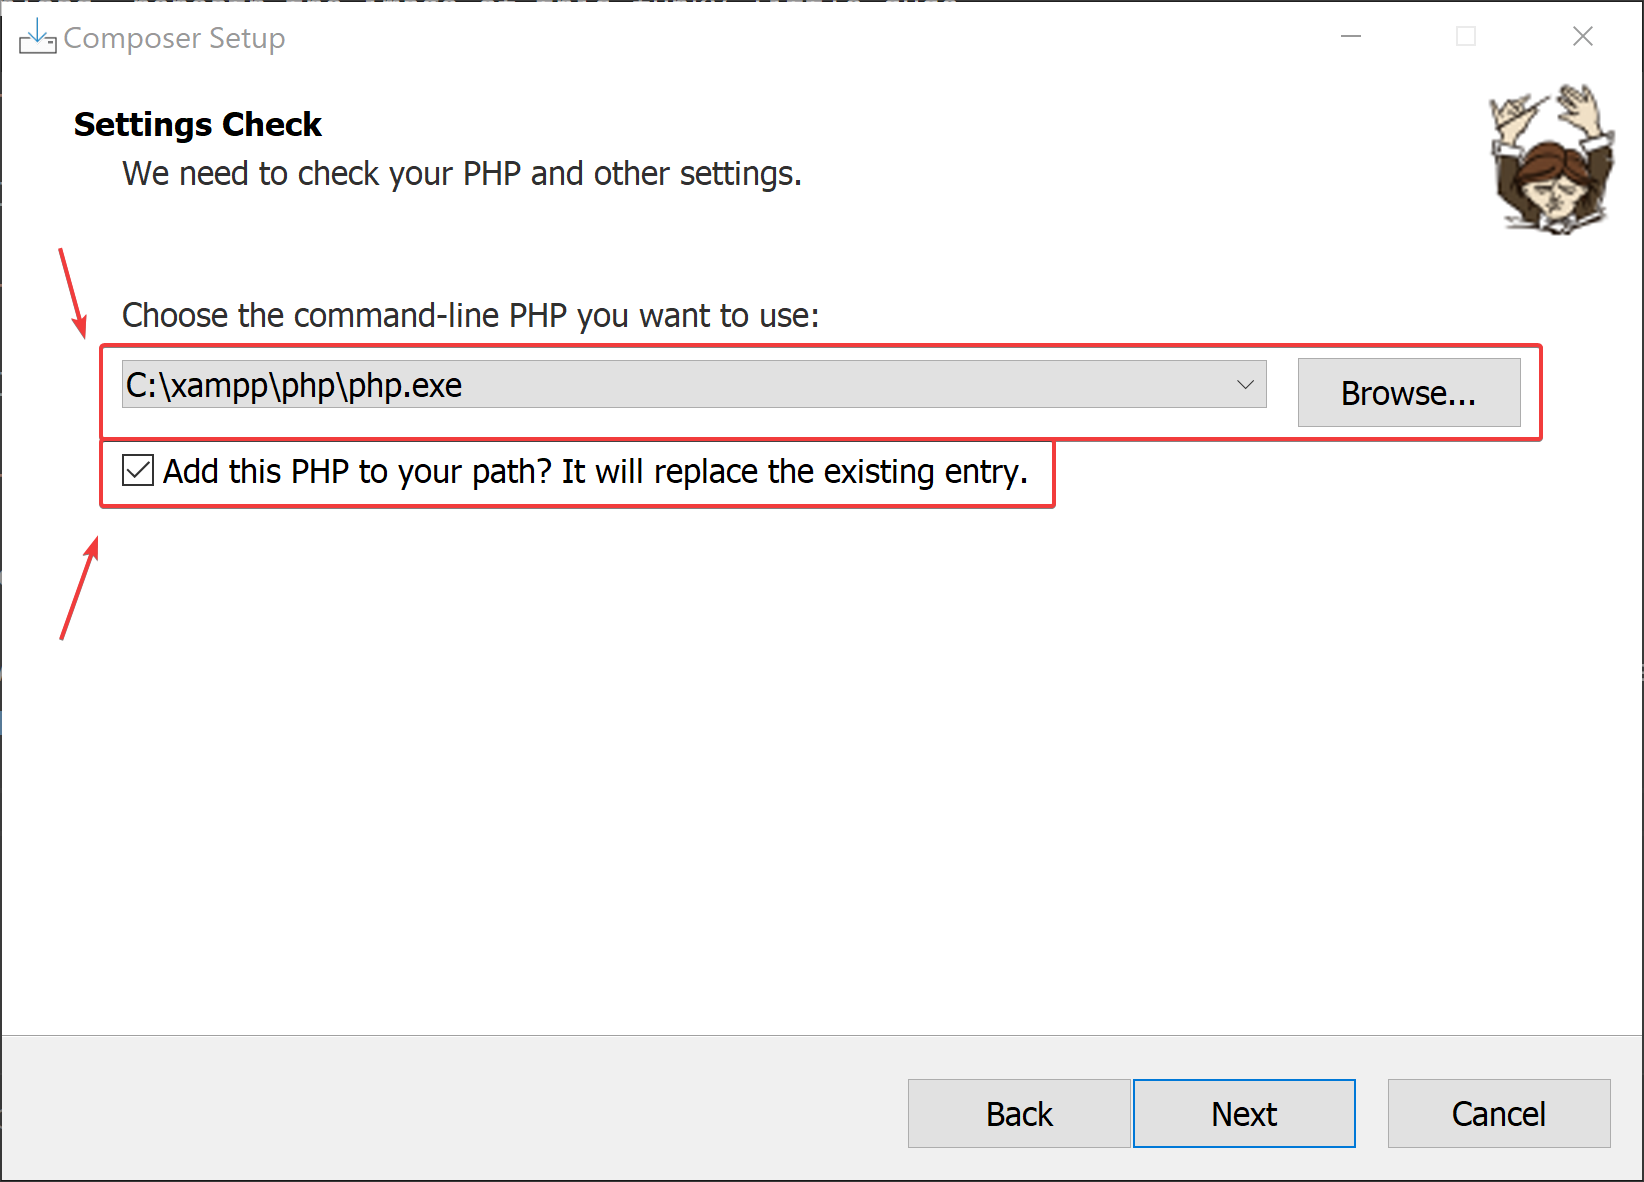 Composer Setup
Settings Check
We need to check your PHP and other settings.
Choose the command-line PHP you want to use:
C:\xampp\php\php.exe
Browse...
Add this PHP to your path? It will replace the existing entry.
Back
Next
Cancel